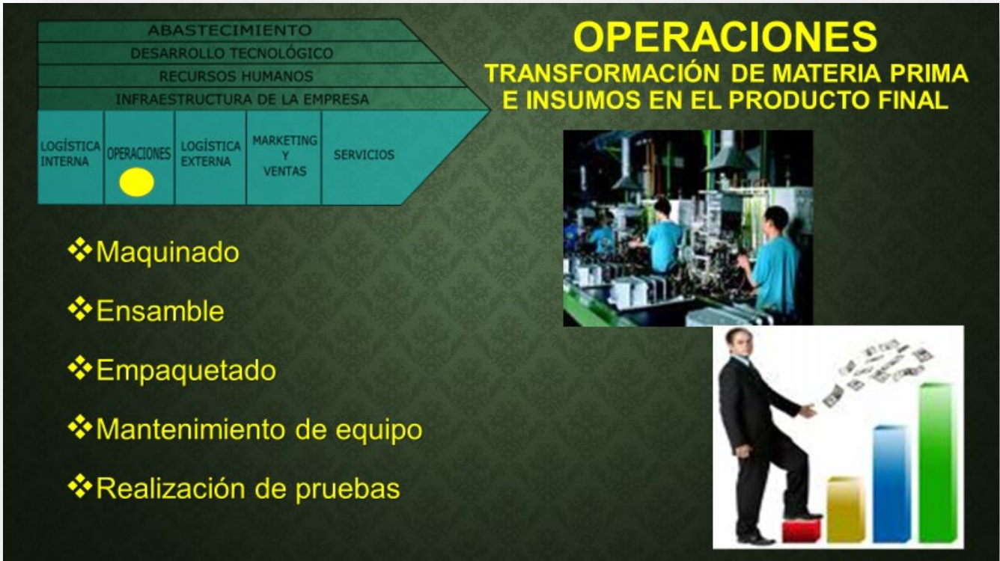 ABASTECIMIENTO
DESARROLLO TECNOLÓGICO
RECURSOS HUMANOS
INFRAESTRUCTURA DE LA EMPRESA
LOGÍSTICA
INTERNA
OPERACIONES
LOGÍSTICA
EXTERNA
MARKETING
Y
VENTAS
SERVICIOS
OPERACIONES
TRANSFORMACIÓN DE MATERIA PRIMA
E INSUMOS EN EL PRODUCTO FINAL
❖Maquinado
❖Ensamble
❖Empaquetado
❖Mantenimiento de equipo
❖Realización de pruebas